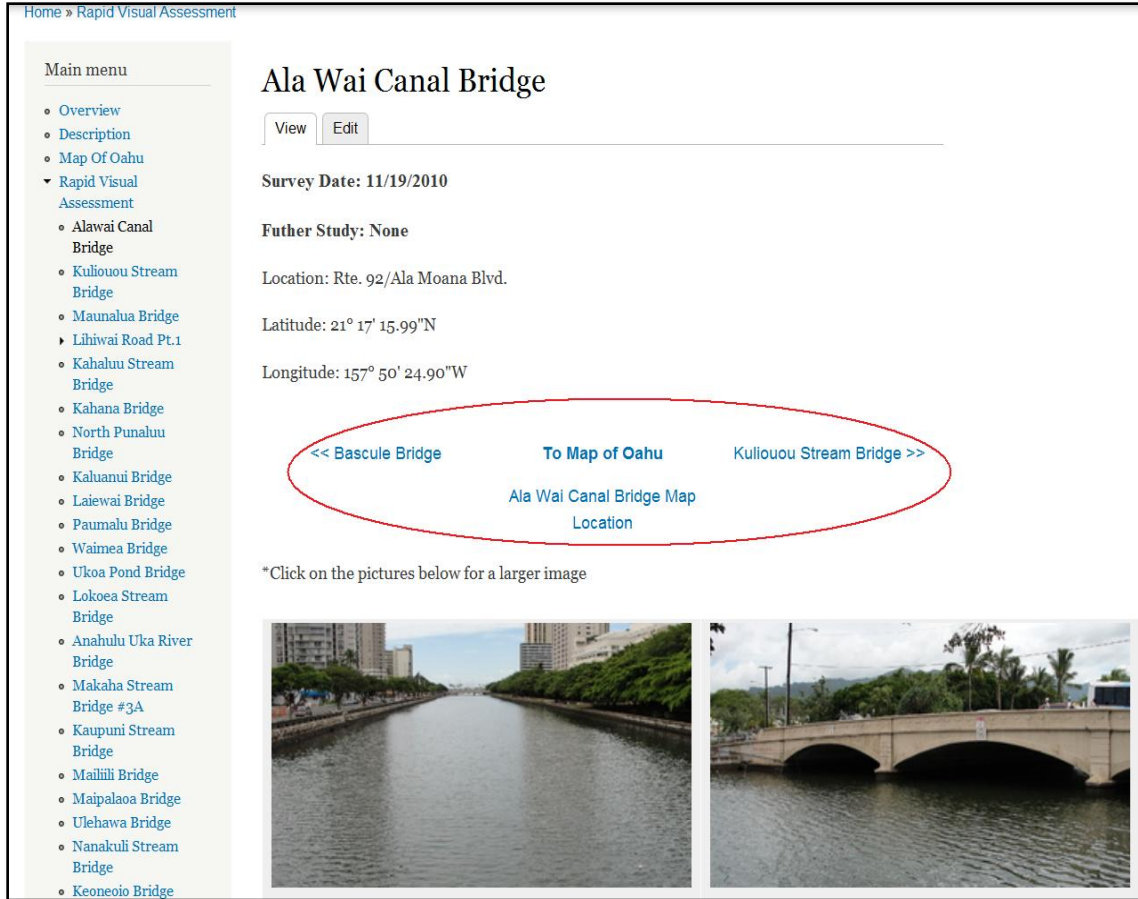 Home » Rapid Visual Assessment
Main menu
Overview
Description
Map Of Oahu
Rapid Visual
Assessment
Alawai Canal
Bridge
Kuliouou Stream
Bridge
Maunalua Bridge
Lihiwai Road Pt.1
Kahaluu Stream
Bridge
Kahana Bridge
North Punaluu
Bridge
Kaluanui Bridge
Laiewai Bridge
Paumalu Bridge
Waimea Bridge
Ukoa Pond Bridge
Lokoea Stream
Bridge
Anahulu Uka River
Bridge
Makaha Stream
Bridge #3A
Kaupuni Stream
Bridge
Mailiili Bridge
Maipalaoa Bridge
Ulehawa Bridge
Nanakuli Stream
Bridge
Keoneoio Bridge
Ala Wai Canal Bridge
View Edit
Survey Date: 11/19/2010
Futher Study: None
Location: Rte. 92/Ala Moana Blvd.
Latitude: 21° 17' 15.99"N
Longitude: 157° 50' 24.90"W
<< Bascule Bridge To Map of Oahu Kuliouou Stream Bridge >>
Ala Wai Canal Bridge Map
Location
*Click on the pictures below for a larger image